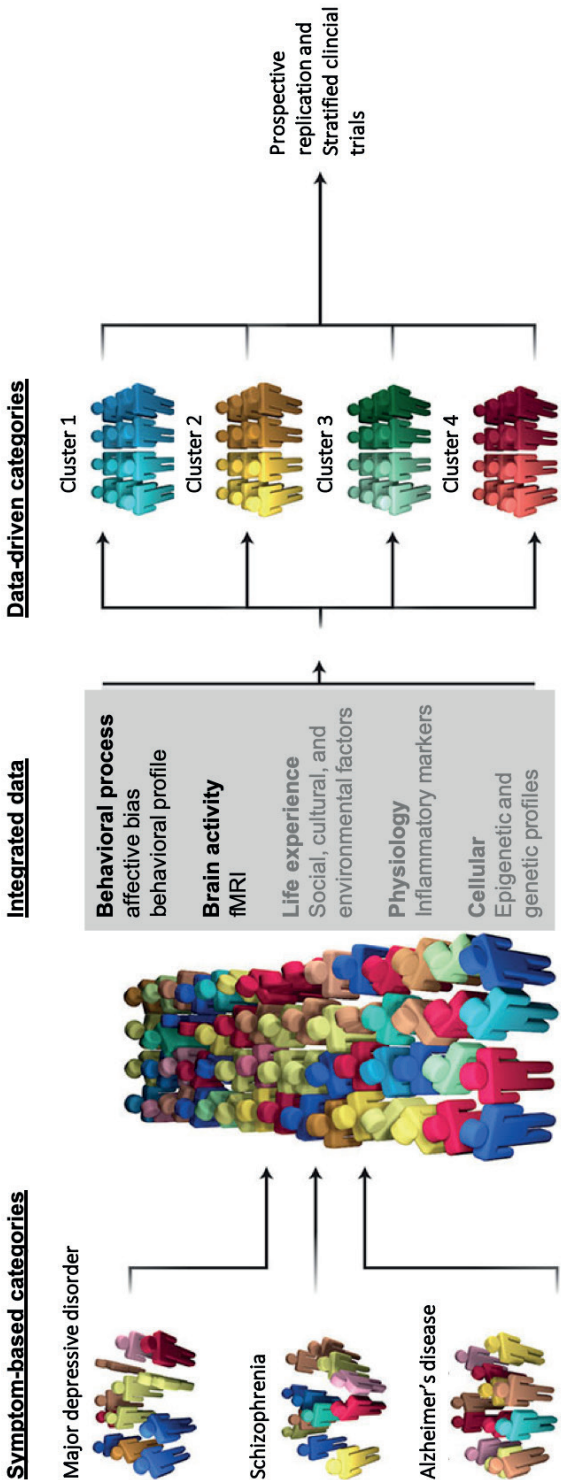 Symptom-based categories
Major depressive disorder
Schizophrenia
Alzheimer's disease
Integrated data
Behavioral process
affective bias
behavioral profile
Brain activity
fMRI
Life experience
Social, cultural, and
environmental factors
Physiology
Inflammatory markers
Cellular
Epigenetic and
genetic profiles
Data-driven categories
Cluster 1
Cluster 2
Cluster 3
Cluster 4
Prospective
replication and
Stratified clincial
trials